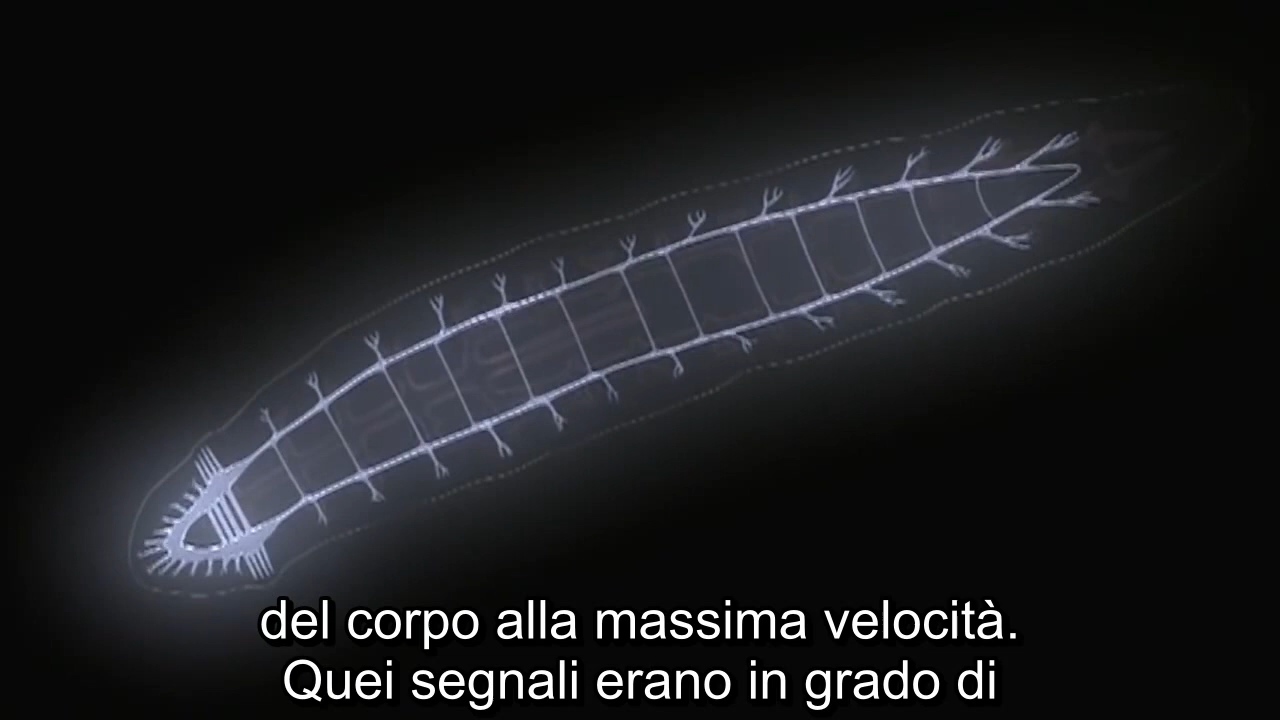 del corpo alla massima velocità.
Quei segnali erano in grado di